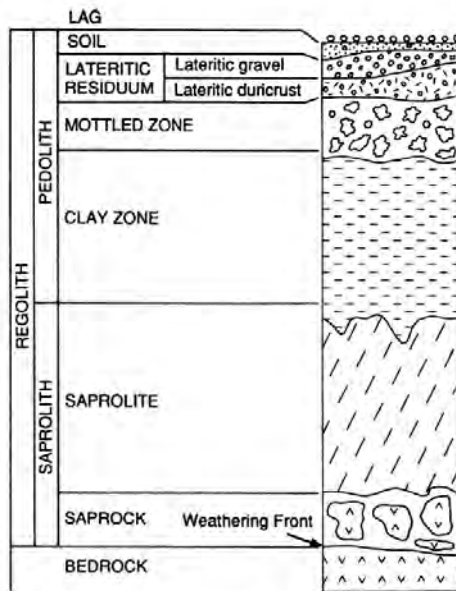 LAG
SOIL
LATERITIC
RESIDUUM
Lateritic gravel
Lateritic duricrust
MOTTLED ZONE
CLAY ZONE
SAPROLITE
SAPROCK
Weathering Front
BEDROCK
REGOLITH
PEDOLITH
SAPROLITH